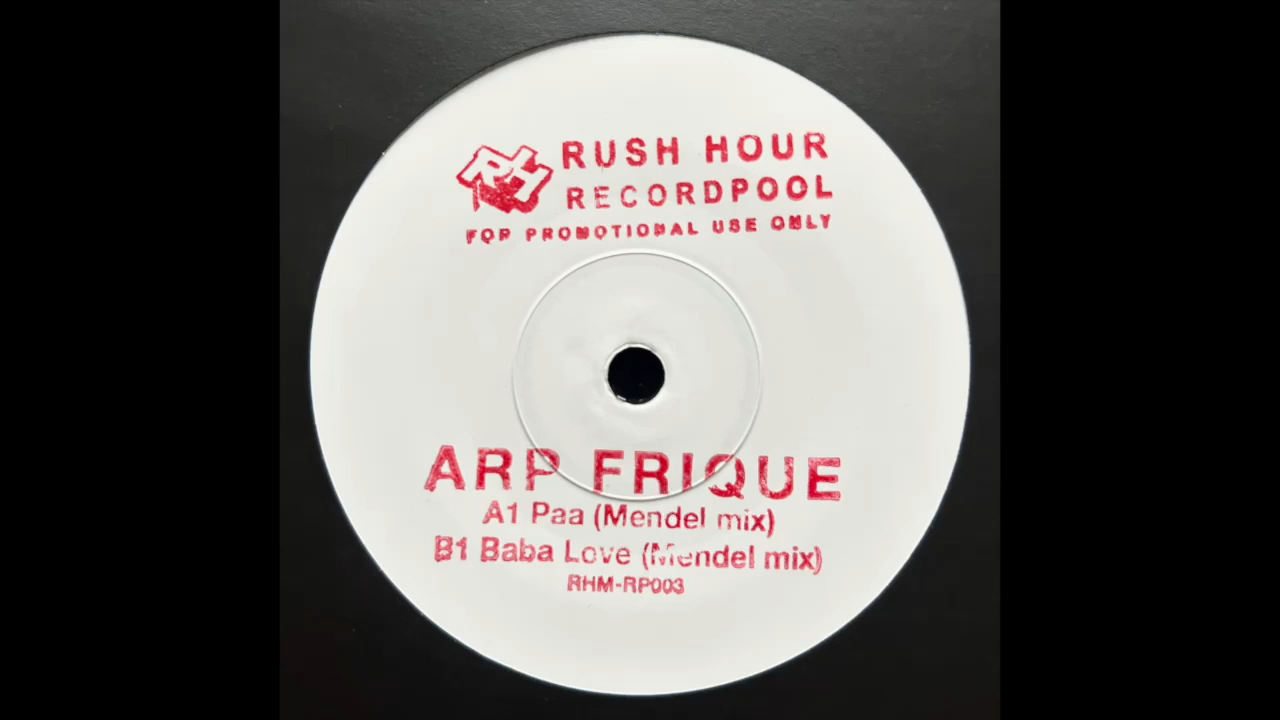 RH RUSH HOUR
RECORDPOOL
FOR PROMOTIONAL USE ONLY
ARP FRIQUE
A1 Paa (Mendel mix)
B1 Baba Love (Mendel mix)
RHM-RP003